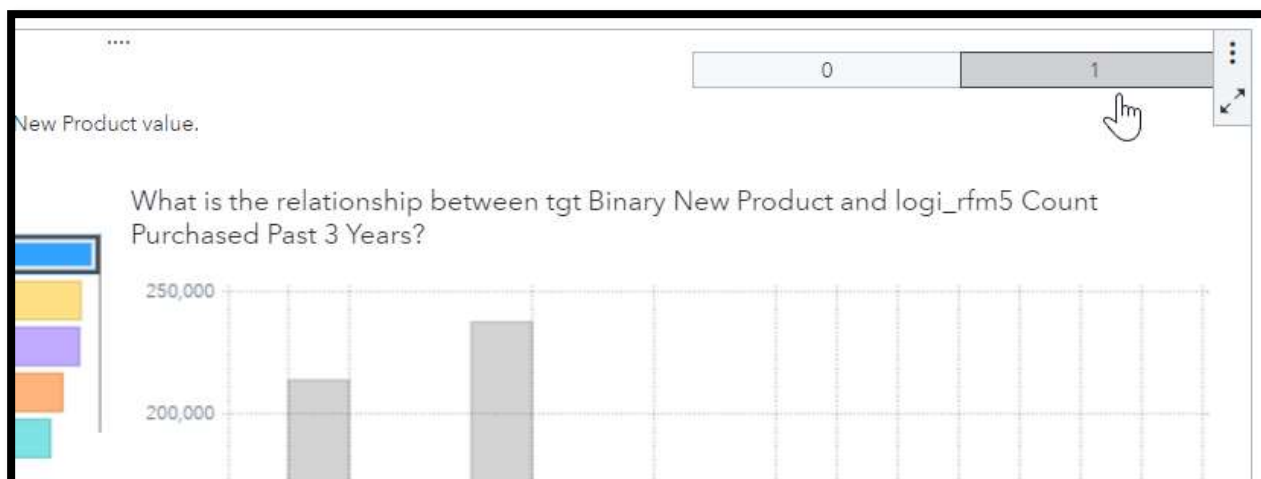 0 1
New Product value.
What is the relationship between tgt Binary New Product and logi_rfm5 Count
Purchased Past 3 Years?
250,000
200,000